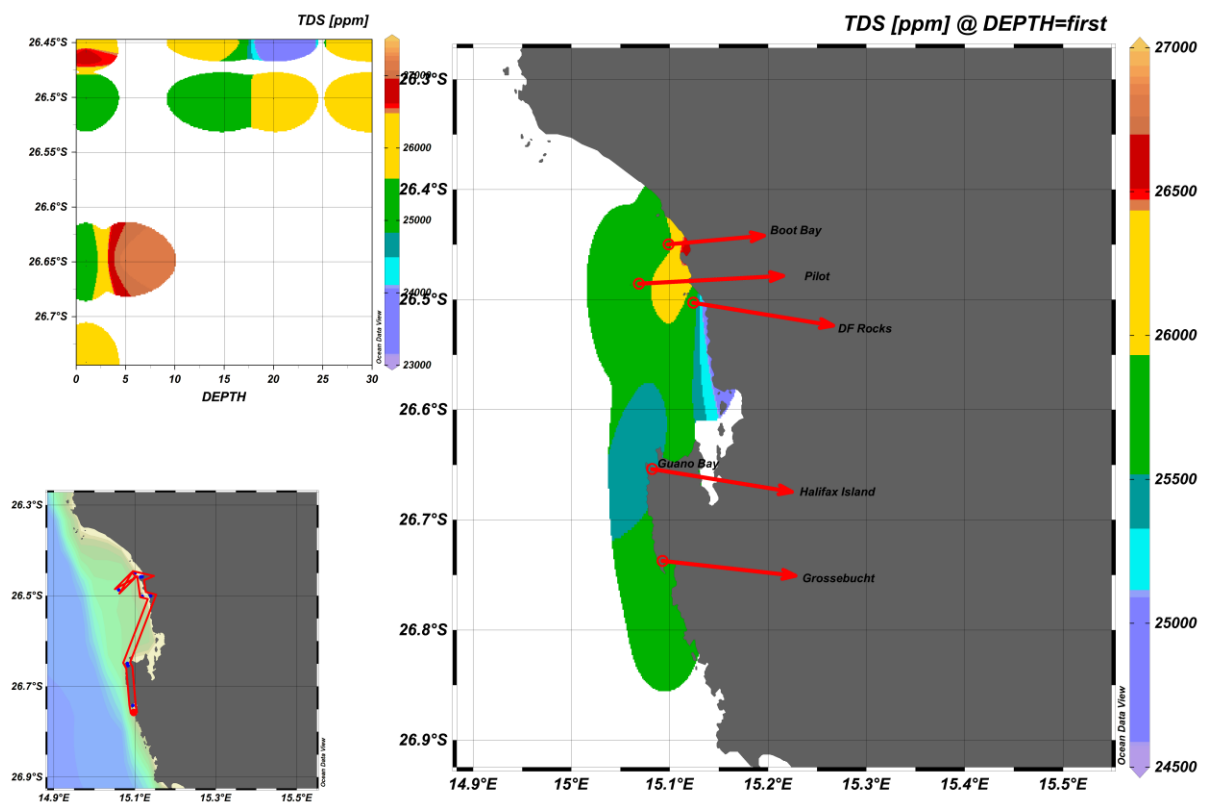 TDS [ppm]
26.45°S
26.5°S
26.55°S
26.6°S
26.65°S
26.7°S
0
5
10
15
20
25
30
DEPTH
27000
26000
25000
24000
23000
Ocean Data View
TDS [ppm] @ DEPTH=first
26.3°S
26.4°S
26.5°S
26.6°S
26.7°S
26.8°S
26.9°S
Boot Bay
Pilot
DF Rocks
Guano Bay
Halifax Island
Grossebucht
14.9°E
15°E
15.1°E
15.2°E
15.3°E
15.4°E
15.5°E
27000
26500
26000
25500
25000
24500
Ocean Data View
26.3°S
26.5°S
26.7°S
26.9°S
14.9°E
15.1°E
15.3°E
15.5°E
Ocean Data View